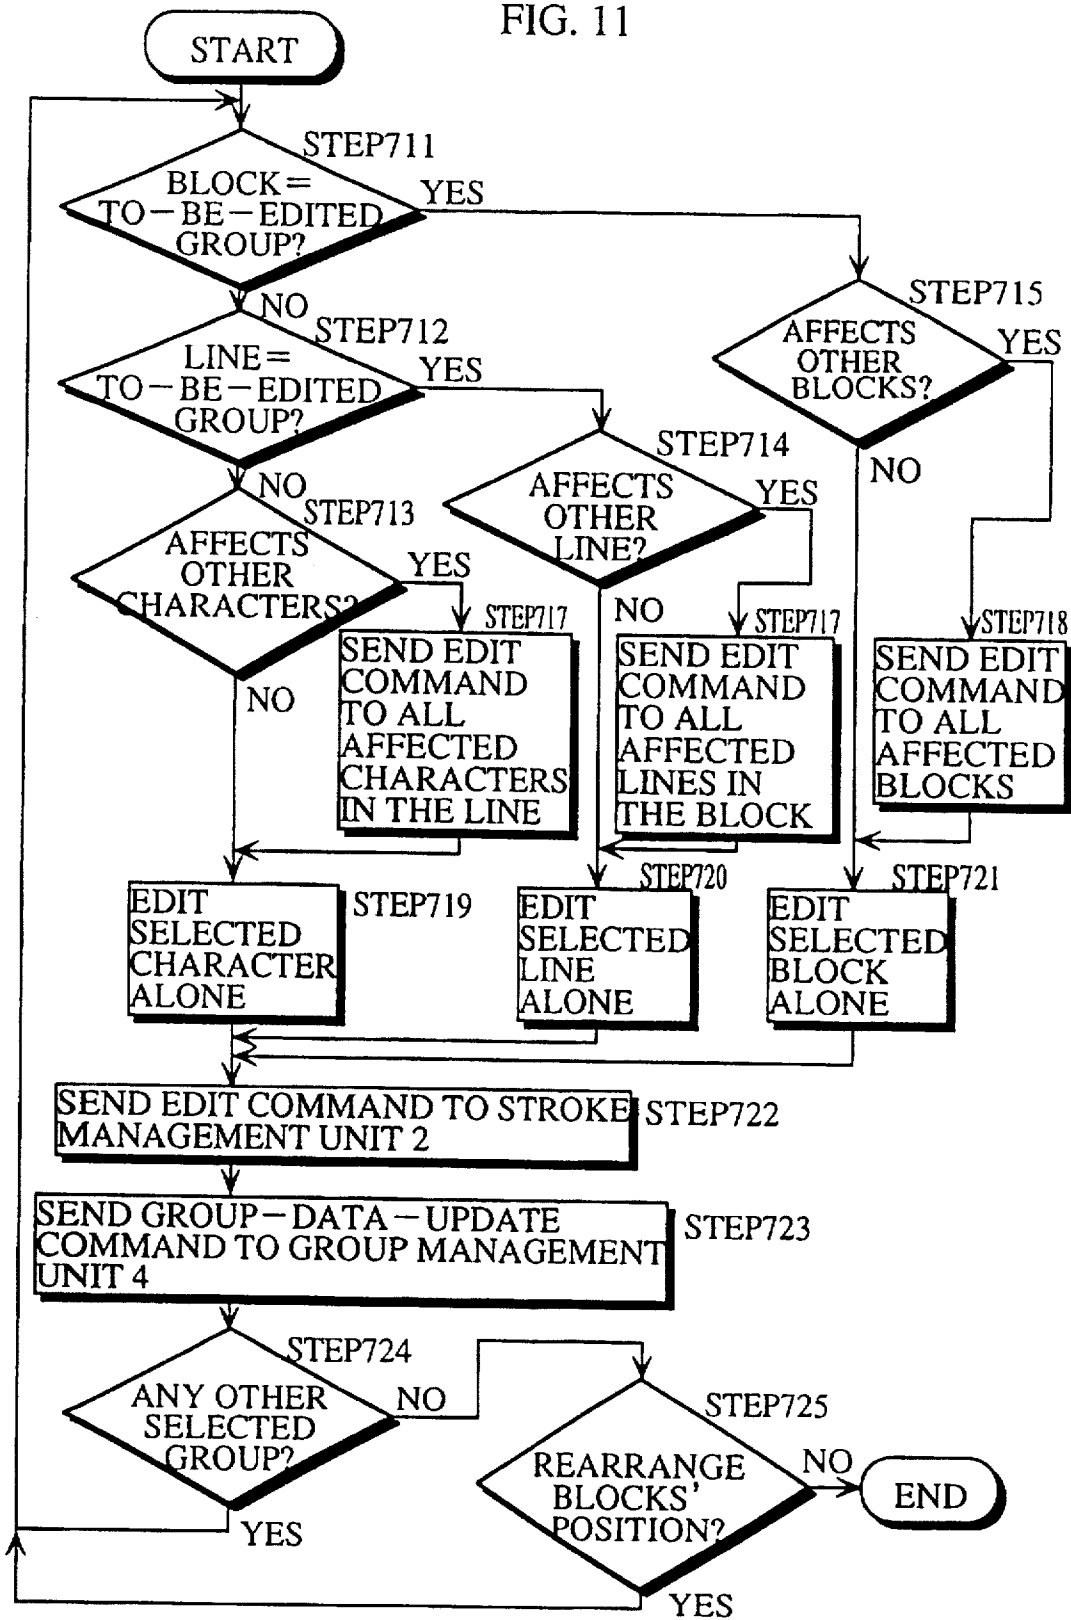 FIG. 11
START
STEP711
BLOCK=
TO-BE-EDITED
GROUP?
YES
NO
STEP712
LINE=
TO-BE-EDITED
GROUP?
YES
NO
STEP713
AFFECTS
OTHER
CHARACTERS?
YES
NO
STEP714
AFFECTS
OTHER
LINE?
YES
NO
STEP715
AFFECTS
OTHER
BLOCKS?
YES
NO
STEP717
SEND EDIT
COMMAND
TO ALL
AFFECTED
CHARACTERS
IN THE LINE
STEP717
SEND EDIT
COMMAND
TO ALL
AFFECTED
LINES IN
THE BLOCK
STEP718
SEND EDIT
COMMAND
TO ALL
AFFECTED
BLOCKS
STEP719
EDIT
SELECTED
CHARACTER
ALONE
STEP720
EDIT
SELECTED
LINE
ALONE
STEP721
EDIT
SELECTED
BLOCK
ALONE
SEND EDIT COMMAND TO STROKE
MANAGEMENT UNIT 2
STEP722
SEND GROUP-DATA-UPDATE
COMMAND TO GROUP MANAGEMENT
UNIT 4
STEP723
STEP724
ANY OTHER
SELECTED
GROUP?
NO
YES
STEP725
REARRANGE
BLOCKS'
POSITION?
NO
YES
END